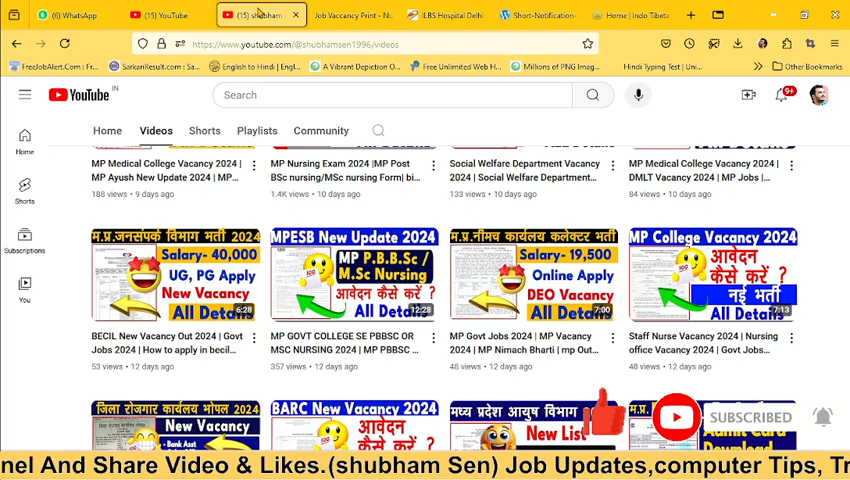 (6) WhatsApp
(15) YouTube
(15) shubham s
Job Vaccancy Print - Nu
ILBS Hospital Delhi
Short-Notification-
Home | Indo Tibeta
https://www.youtube.com/@shubhamsen1996/videos
FreeJobAlert.Com : Fr...
SarkariResult.com : Sar...
English to Hindi | Engl...
A Vibrant Depiction O...
Free Unlimited Web H...
Millions of PNG Imag...
Hindi Typing Test | Uni...
Other Bookmarks
YouTube IN
Search
9+
Home Videos Shorts Playlists Community
Home
Shorts
Subscriptions
You
MP Medical College Vacancy 2024 |
MP Ayush New Update 2024 | MP...
188 views • 9 days ago
MP Nursing Exam 2024 |MP Post
BSc nursing/MSc nursing Form| bi...
1.4K views • 10 days ago
Social Welfare Department Vacancy
2024 | Social Welfare Departmen...
133 views • 10 days ago
MP Medical College Vacancy 2024 |
DMLT Vacancy 2024 | MP Jobs |...
84 views • 10 days ago
म.प्र.जनसंपर्क विभाग भर्ती 2024
Salary- 40,000
UG, PG Apply
New Vacancy
All Details
6:28
BECIL New Vacancy Out 2024 | Govt
Jobs 2024 | How to apply in becil...
53 views • 12 days ago
MPESB New Update 2024
MP P.B.B.Sc /
M.Sc Nursing
आवेदन कैसे करें ?
All Details
12:28
MP GOVT COLLEGE SE PBBSC OR
MSC NURSING 2024 | MP PBBSC ...
357 views • 12 days ago
म.प्र.नीमच कार्यालय कलेक्टर भर्ती
Salary- 19,500
Online Apply
DEO Vacancy
All Details
7:00
MP Govt Jobs 2024 | MP Vacancy
2024 | MP Nimach Bharti | mp Out...
48 views • 12 days ago
MP College Vacancy 2024
आवेदन
कैसे करें ?
नई भर्ती
All Details
7:13
Staff Nurse Vacancy 2024 | Nursing
office Vacancy 2024 | Govt Jobs...
48 views • 12 days ago
जिला रोजगार कार्यालय भोपाल 2024
New Vacancy
Bank Asst
BARC New Vacancy 2024
आवेदन
मध्य प्रदेश आयुष विभाग
New List
म.प्र.
Admit Card
Download
SUBSCRIBED
nel And Share Video & Likes.(shubham Sen) Job Updates,computer Tips, Tr